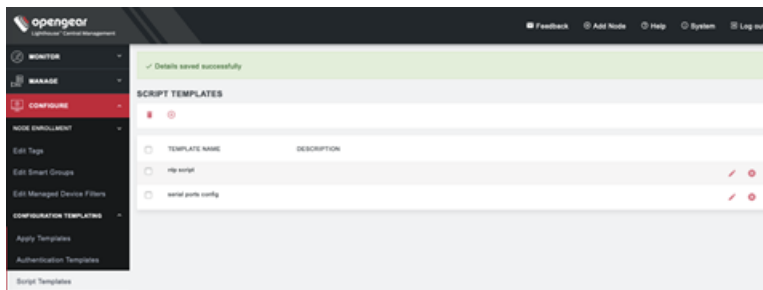 opengear
Lighthouse™ Central Management
Feedback
Add Node
Help
System
Log out
MONITOR
MANAGE
CONFIGURE
NODE ENROLLMENT
Edit Tags
Edit Smart Groups
Edit Managed Device Filters
CONFIGURATION TEMPLATING
Apply Templates
Authentication Templates
Script Templates
Details saved successfully
SCRIPT TEMPLATES
TEMPLATE NAME DESCRIPTION
ntp script
serial ports config